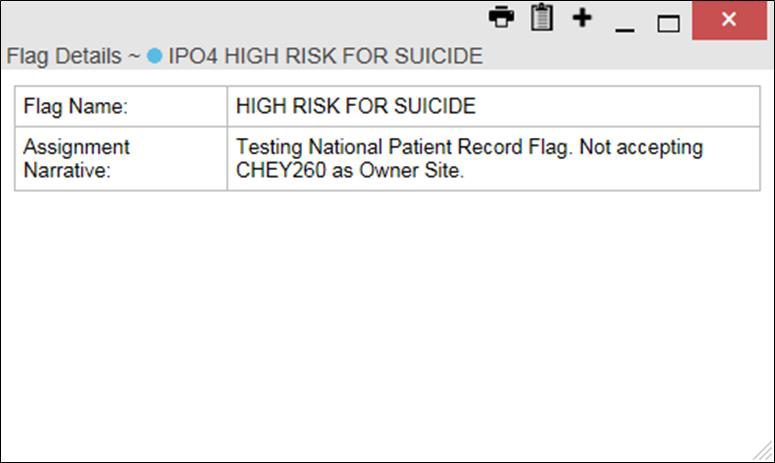 Flag Details ~ IPO4 HIGH RISK FOR SUICIDE
Flag Name: HIGH RISK FOR SUICIDE
Assignment
Narrative:
Testing National Patient Record Flag. Not accepting
CHEY260 as Owner Site.